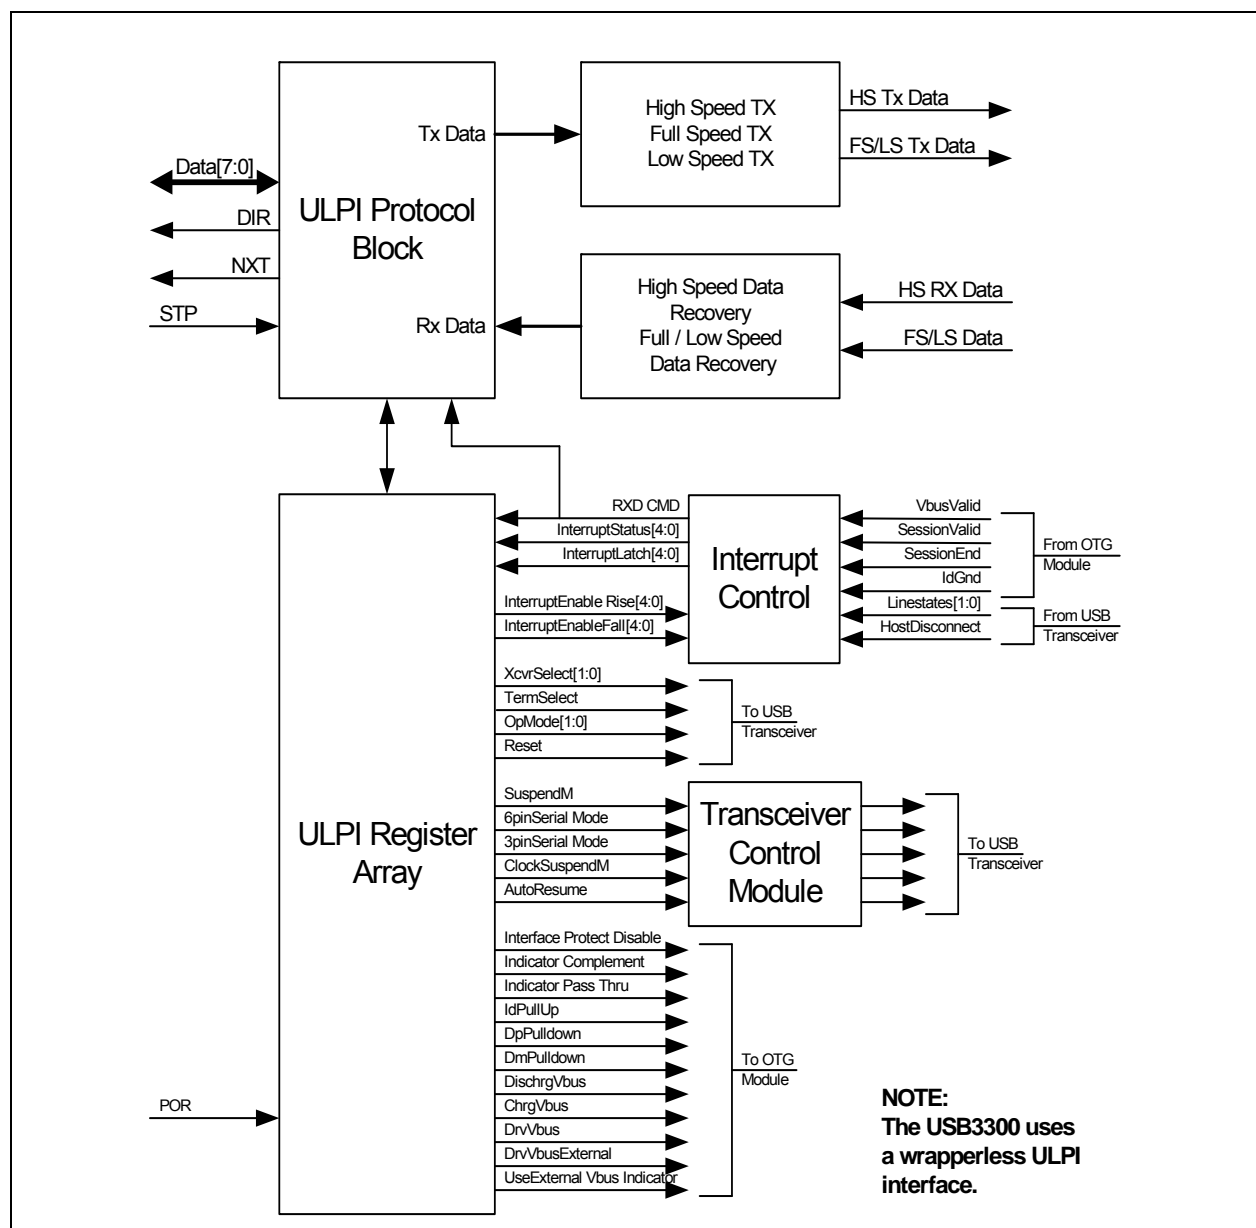 Data[7:0]
DIR
NXT
STP
ULPI Protocol
Block
Tx Data
Rx Data
High Speed TX
Full Speed TX
Low Speed TX
HS Tx Data
FS/LS Tx Data
High Speed Data
Recovery
Full / Low Speed
Data Recovery
HS RX Data
FS/LS Data
RXD CMD
InterruptStatus[4:0]
InterruptLatch[4:0]
InterruptEnable Rise[4:0]
InterruptEnableFall[4:0]
Interrupt
Control
VbusValid
SessionValid
SessionEnd
IdGnd
Linestates[1:0]
HostDisconnect
From OTG
Module
From USB
Transceiver
XcvrSelect[1:0]
TermSelect
OpMode[1:0]
Reset
To USB
Transceiver
ULPI Register
Array
SuspendM
6pinSerial Mode
3pinSerial Mode
ClockSuspendM
AutoResume
Transceiver
Control
Module
To USB
Transceiver
Interface Protect Disable
Indicator Complement
Indicator Pass Thru
IdPullUp
DpPulldown
DmPulldown
DischrgVbus
ChrgVbus
DrvVbus
DrvVbusExternal
UseExternal Vbus Indicator
To OTG
Module
POR
NOTE:
The USB3300 uses
a wrapperless ULPI
interface.